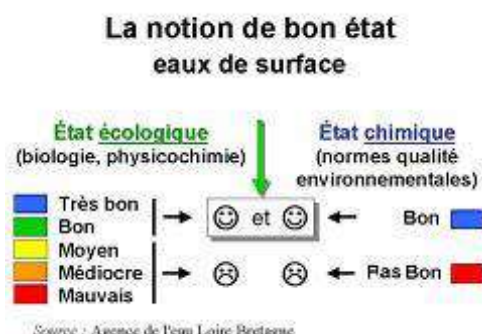 La notion de bon état
eaux de surface
État écologique
(biologie, physicochimie)
État chimique
(normes qualité
environnementales)
Très bon
Bon
Moyen
Médiocre
Mauvais
et
Bon
Pas Bon
Source : Agence de l'eau Loire Bretagne